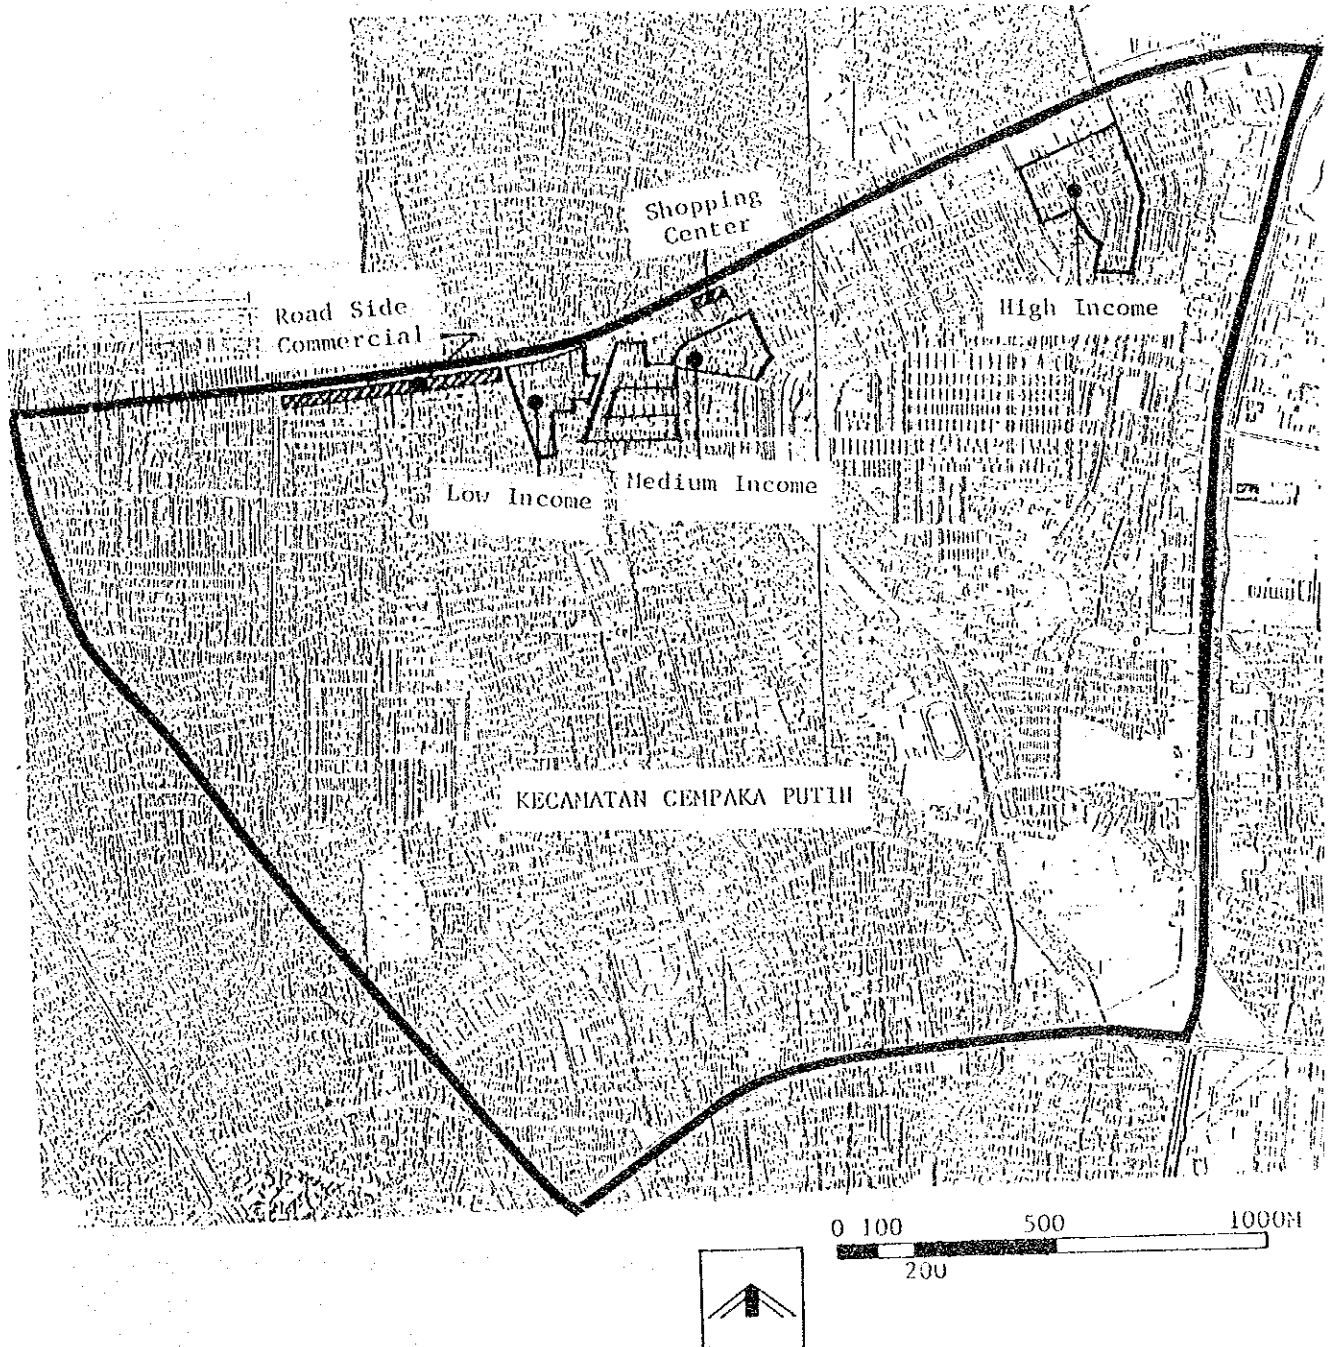 Shopping
Center
Road Side
Commercial
High Income
Low Income
Medium Income
KECAMATAN CEMPAKA PUTIH
0 100 500 1000M
200